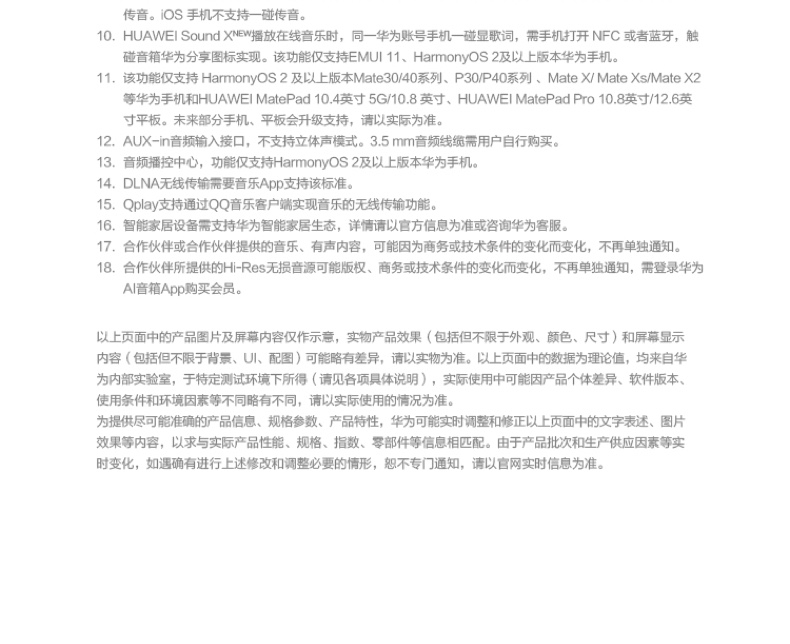 传音。iOS 手机不支持一碰传音。
10. HUAWEI Sound Xᴺᴱᵂ播放在线音乐时，同一华为账号手机一碰显歌词，需手机打开 NFC 或者蓝牙，触
碰音箱华为分享图标实现。该功能仅支持EMUI 11、HarmonyOS 2及以上版本华为手机。
11. 该功能仅支持 HarmonyOS 2 及以上版本Mate30/40系列、P30/P40系列 、Mate X/ Mate Xs/Mate X2
等华为手机和HUAWEI MatePad 10.4英寸 5G/10.8 英寸、HUAWEI MatePad Pro 10.8英寸/12.6英
寸平板。未来部分手机、平板会升级支持，请以实际为准。
12. AUX-in音频输入接口，不支持立体声模式。3.5 mm音频线缆需用户自行购买。
13. 音频播控中心，功能仅支持HarmonyOS 2及以上版本华为手机。
14. DLNA无线传输需要音乐App支持该标准。
15. Qplay支持通过QQ音乐客户端实现音乐的无线传输功能。
16. 智能家居设备需支持华为智能家居生态，详情请以官方信息为准或咨询华为客服。
17. 合作伙伴或合作伙伴提供的音乐、有声内容，可能因为商务或技术条件的变化而变化，不再单独通知。
18. 合作伙伴所提供的Hi-Res无损音源可能版权、商务或技术条件的变化而变化，不再单独通知，需登录华为
AI音箱App购买会员。
以上页面中的产品图片及屏幕内容仅作示意，实物产品效果（包括但不限于外观、颜色、尺寸）和屏幕显示
内容（包括但不限于背景、UI、配图）可能略有差异，请以实物为准。以上页面中的数据为理论值，均来自华
为内部实验室，于特定测试环境下所得（请见各项具体说明），实际使用中可能因产品个体差异、软件版本、
使用条件和环境因素等不同略有不同，请以实际使用的情况为准。
为提供尽可能准确的产品信息、规格参数、产品特性，华为可能实时调整和修正以上页面中的文字表述、图片
效果等内容，以求与实际产品性能、规格、指数、零部件等信息相匹配。由于产品批次和生产供应因素等实
时变化，如遇确有进行上述修改和调整必要的情形，恕不专门通知，请以官网实时信息为准。